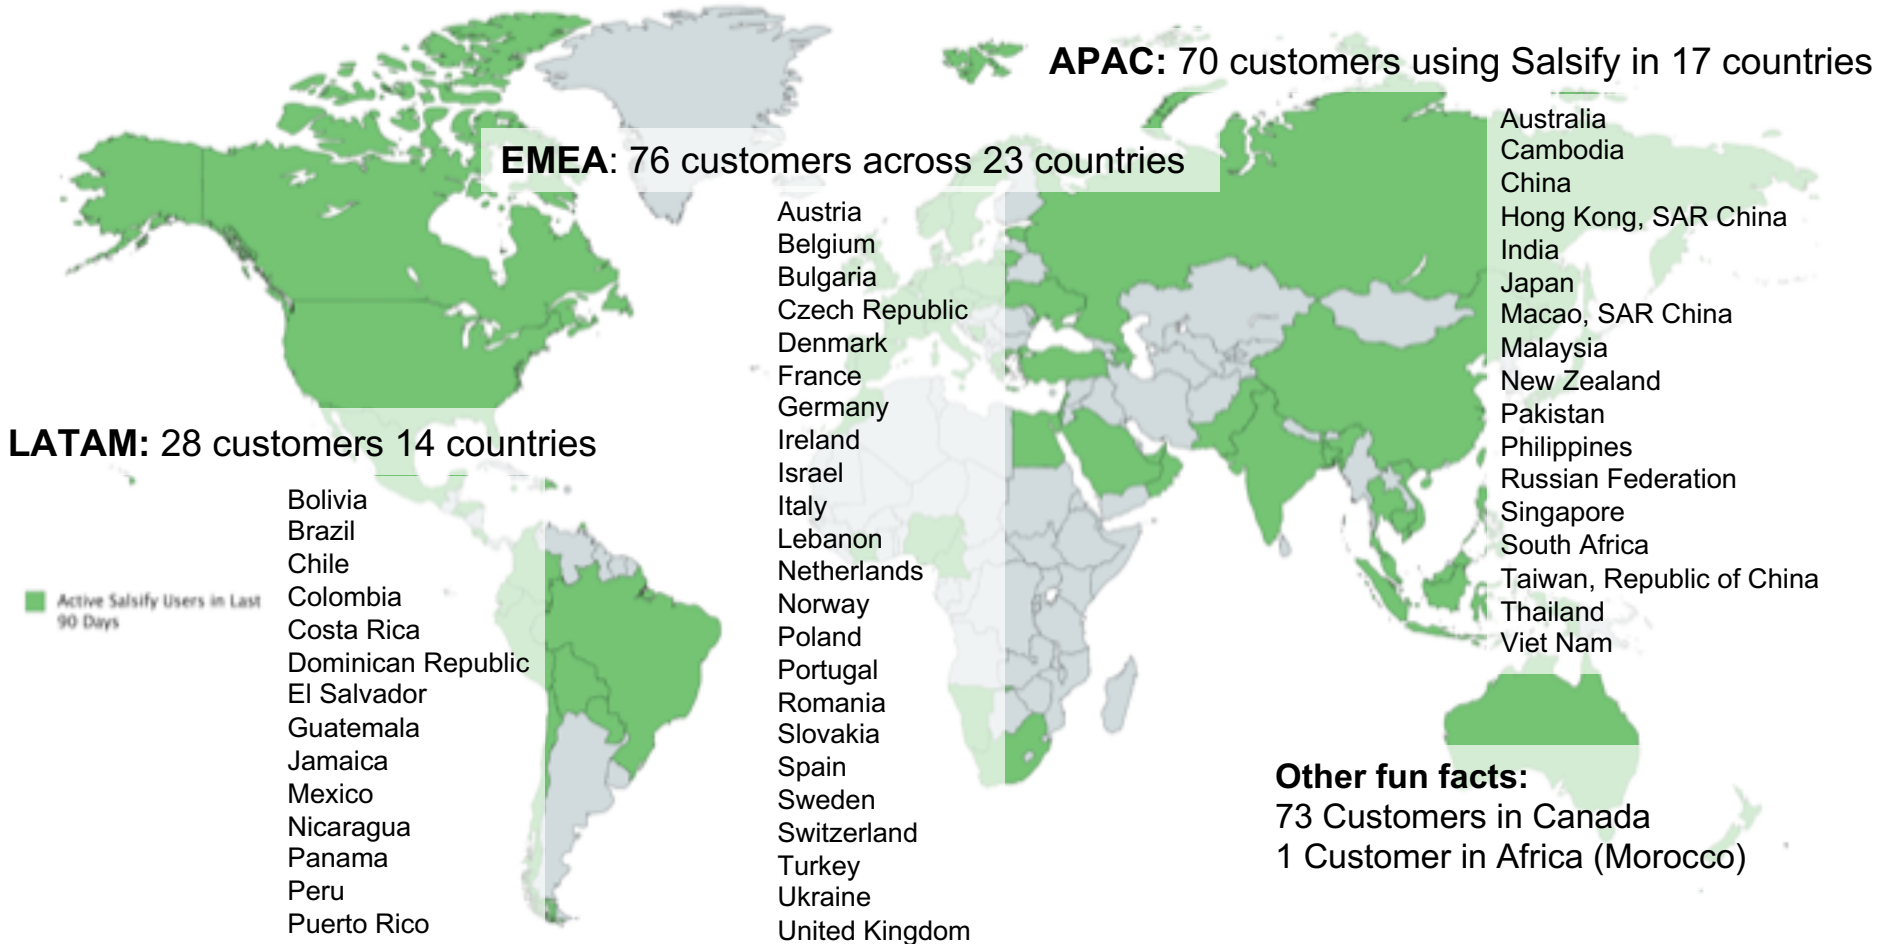 APAC: 70 customers using Salsify in 17 countries
Australia
Cambodia
China
Hong Kong, SAR China
India
Japan
Macao, SAR China
Malaysia
New Zealand
Pakistan
Philippines
Russian Federation
Singapore
South Africa
Taiwan, Republic of China
Thailand
Viet Nam
EMEA: 76 customers across 23 countries
Austria
Belgium
Bulgaria
Czech Republic
Denmark
France
Germany
Ireland
Israel
Italy
Lebanon
Netherlands
Norway
Poland
Portugal
Romania
Slovakia
Spain
Sweden
Switzerland
Turkey
Ukraine
United Kingdom
LATAM: 28 customers 14 countries
Bolivia
Brazil
Chile
Colombia
Costa Rica
Dominican Republic
El Salvador
Guatemala
Jamaica
Mexico
Nicaragua
Panama
Peru
Puerto Rico
Active Salsify Users in Last
90 Days
Other fun facts:
73 Customers in Canada
1 Customer in Africa (Morocco)